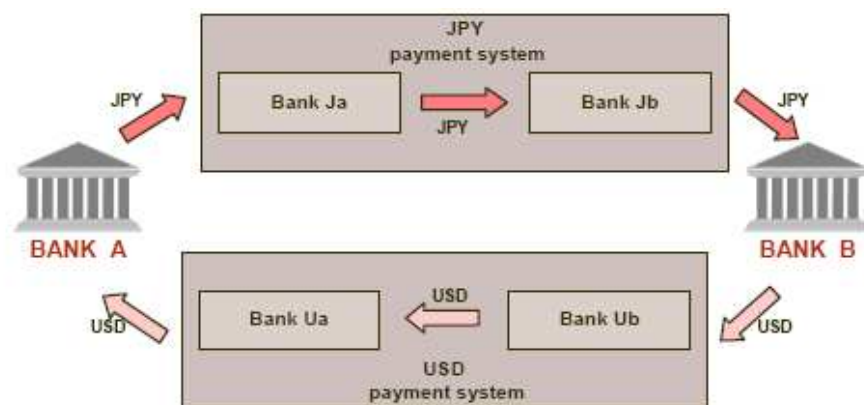 JPY
payment system
Bank Ja
JPY
Bank Jb
JPY
JPY
BANK A
BANK B
USD
Bank Ua
USD
Bank Ub
USD
USD
payment system